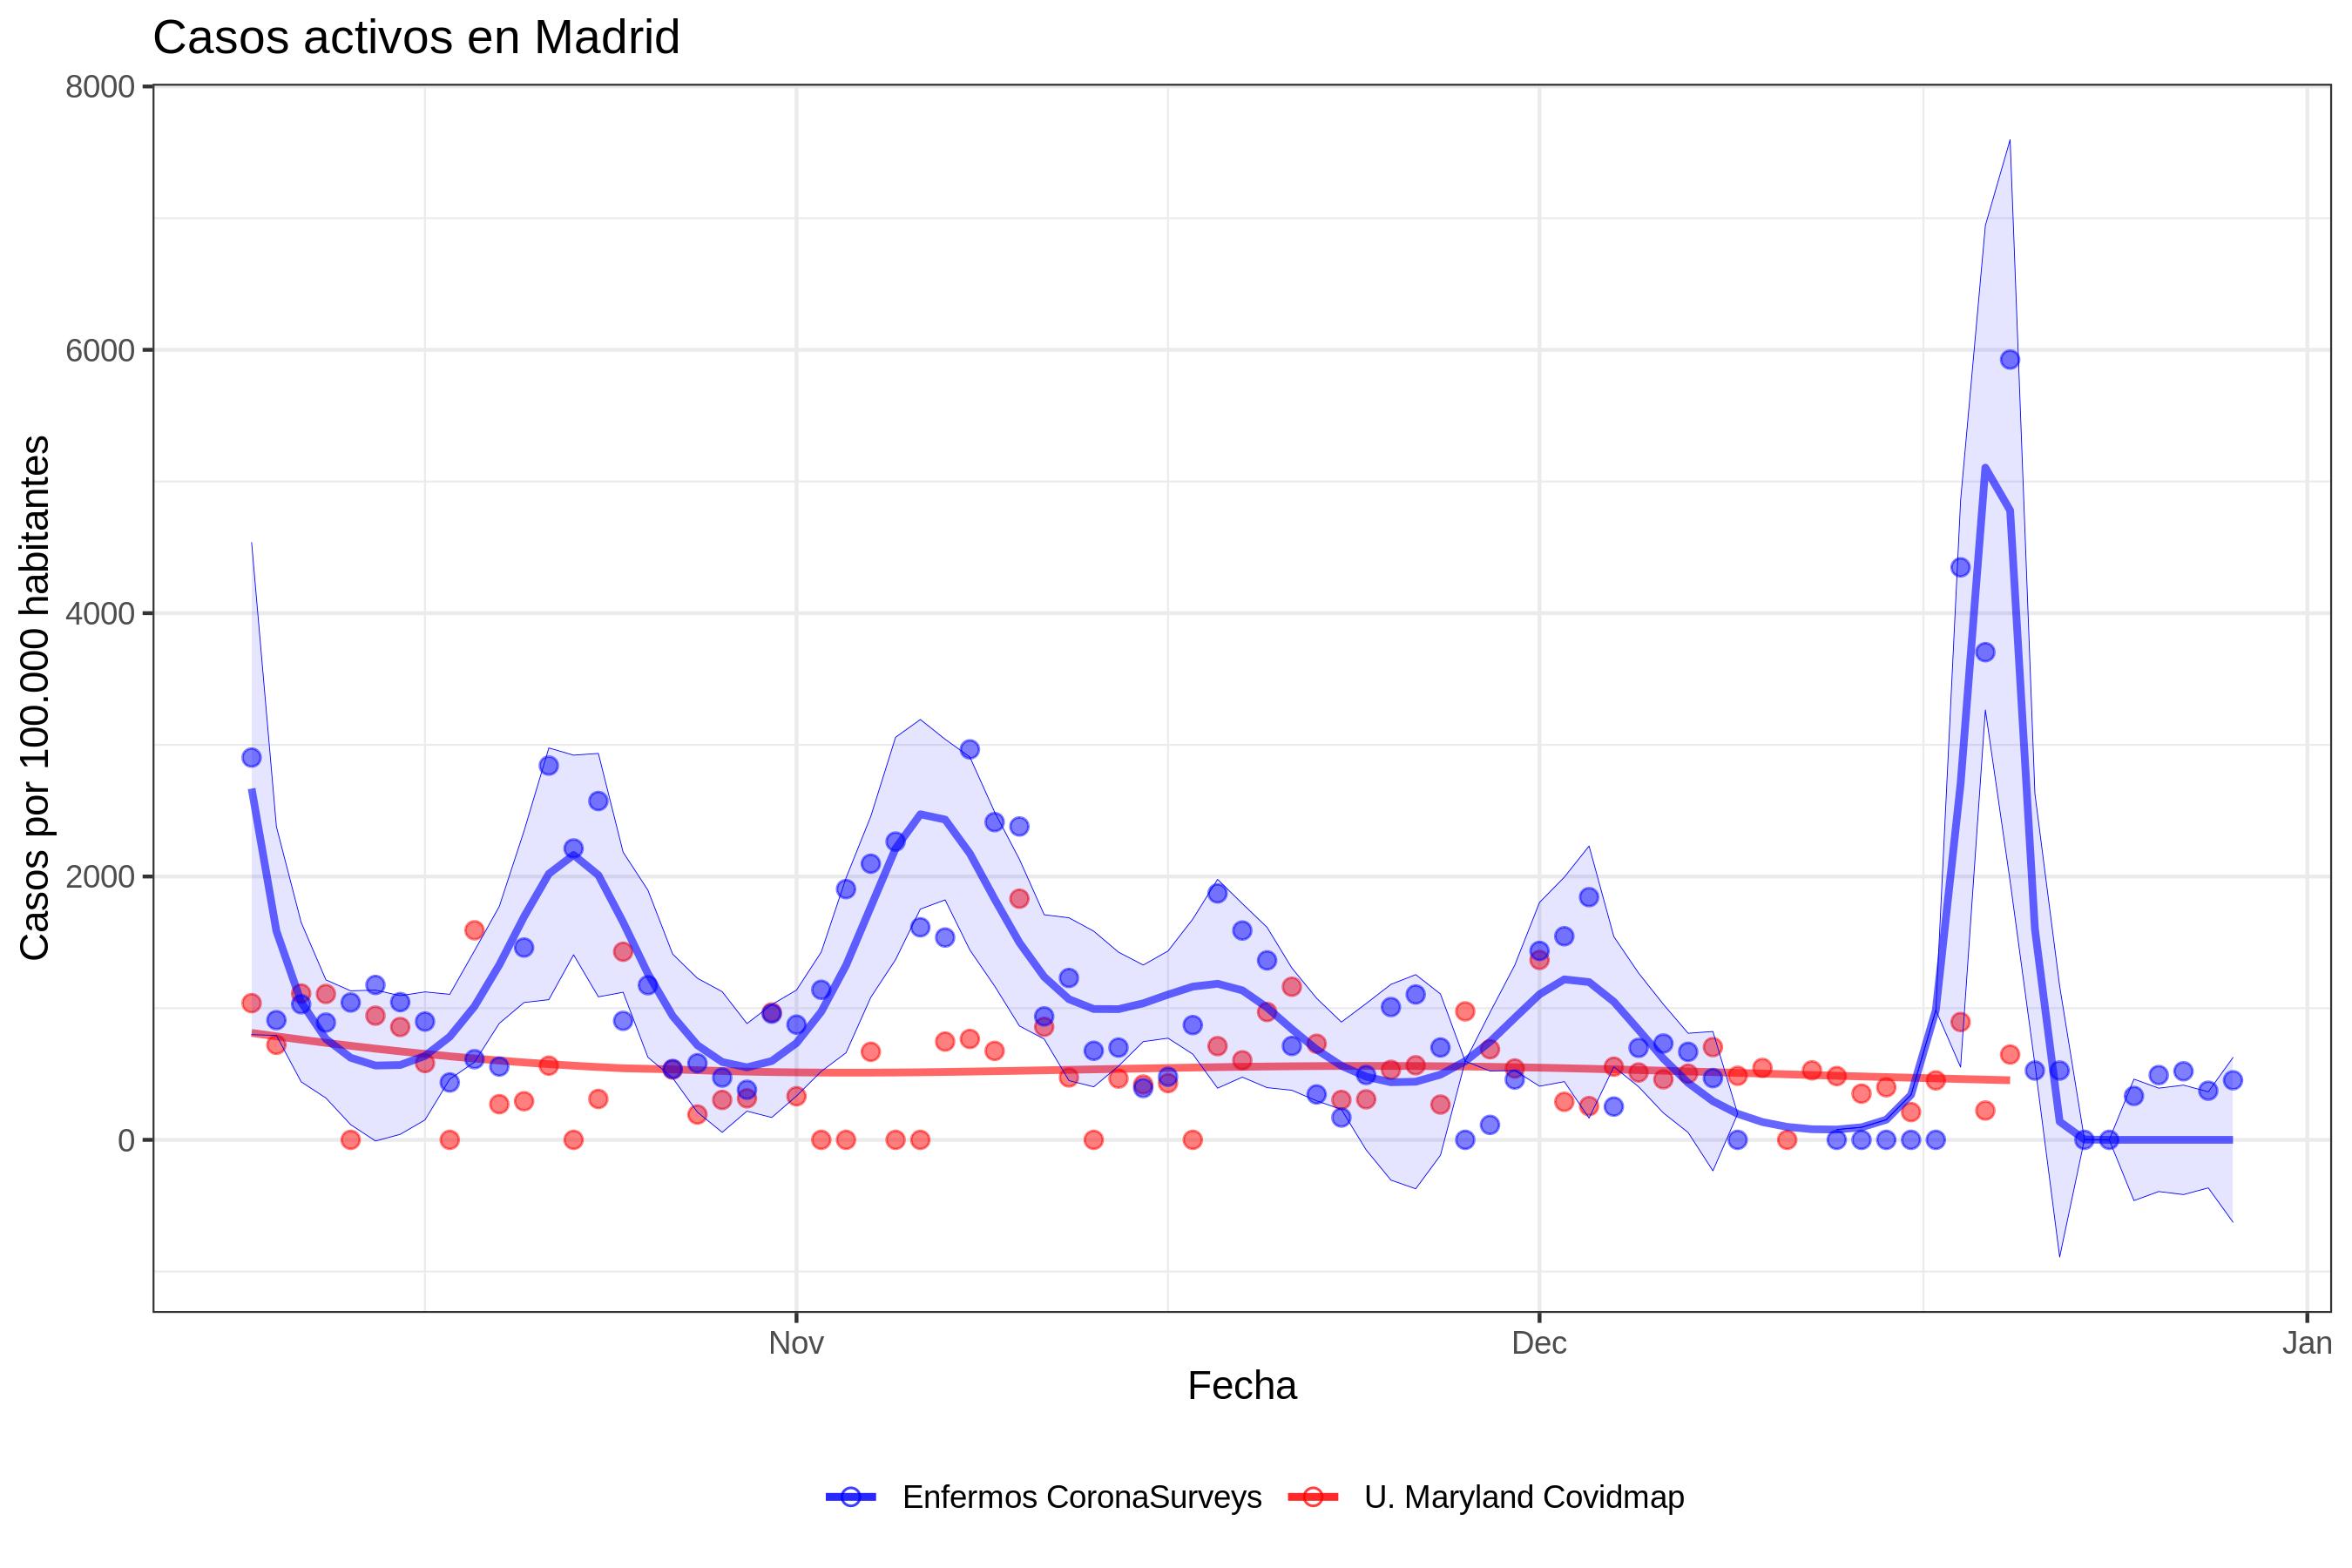 Casos activos en Madrid
8000
6000
4000
2000
0
Casos por 100.000 habitantes
Nov
Dec
Jan
Fecha
Enfermos CoronaSurveys
U. Maryland Covidmap